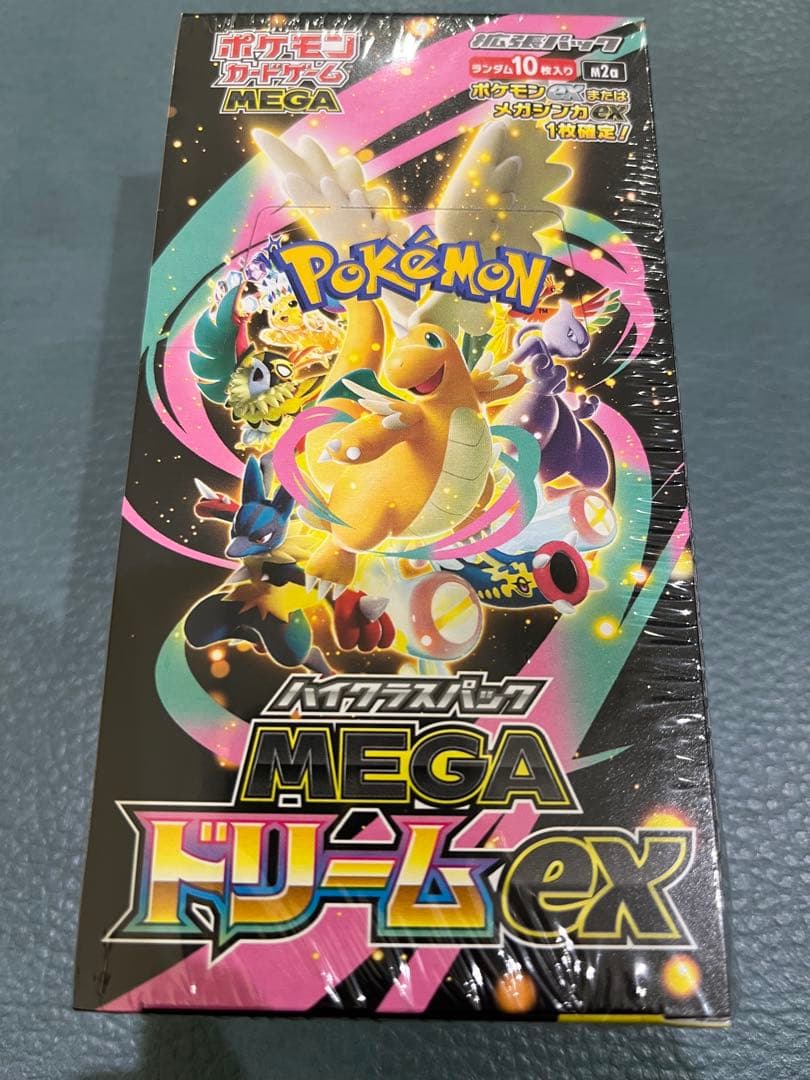 ポケモン
カードゲーム
MEGA
拡張パック
ランダム10枚入り
M2a
ポケモンexまたは
メガシンカex
1枚確定!
POKéMON
TM
ハイクラスパック
MEGA
ドリームex